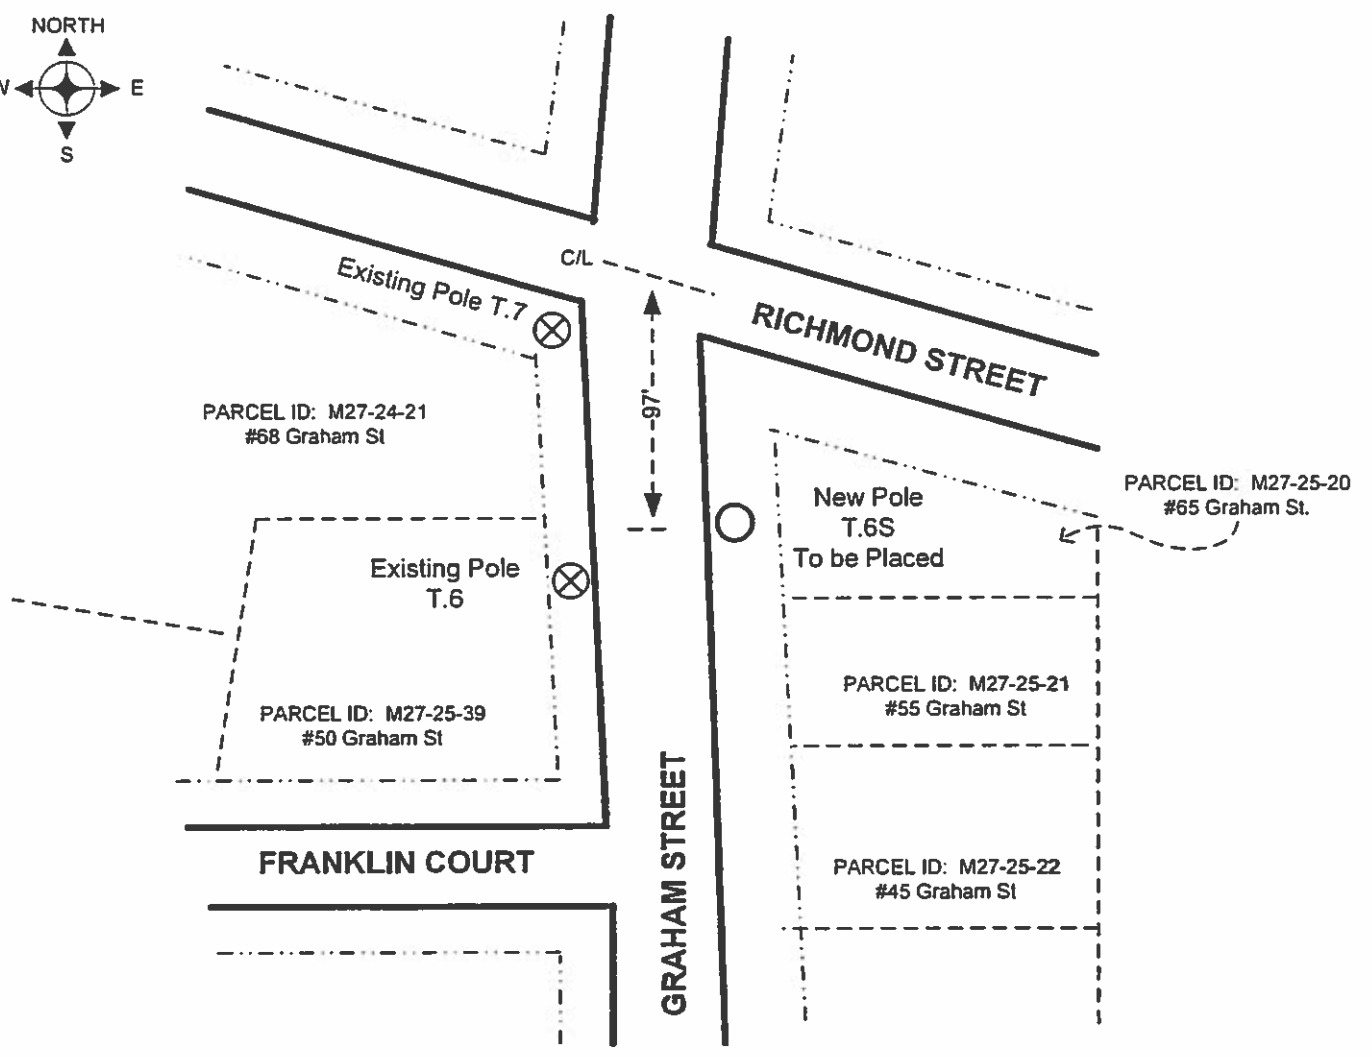 NORTH
E
S
C/L
Existing Pole T.7
RICHMOND STREET
97'
PARCEL ID: M27-24-21
#68 Graham St
New Pole
T.6S
To be Placed
PARCEL ID: M27-25-20
#65 Graham St.
Existing Pole
T.6
PARCEL ID: M27-25-21
#55 Graham St
PARCEL ID: M27-25-39
#50 Graham St
FRANKLIN COURT
GRAHAM STREET
PARCEL ID: M27-25-22
#45 Graham St